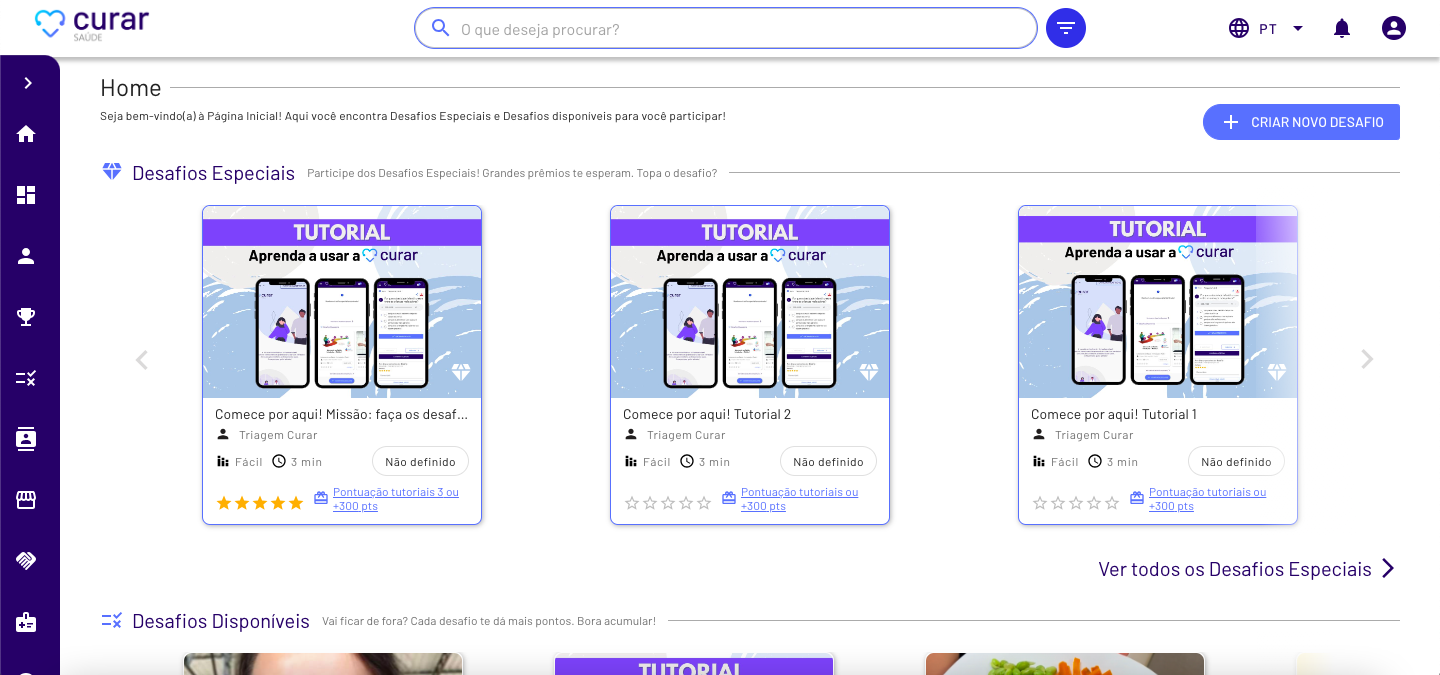 curar
SAÚDE
O que deseja procurar?
PT
Home
Seja bem-vindo(a) à Página Inicial! Aqui você encontra Desafios Especiais e Desafios disponíveis para você participar!
CRIAR NOVO DESAFIO
Desafios Especiais
Participe dos Desafios Especiais! Grandes prêmios te esperam. Topa o desafio?
TUTORIAL
Aprenda a usar a curar
Comece por aqui! Missão: faça os desaf...
Triagem Curar
Fácil
3 min
Não definido
Pontuação tutoriais 3 ou
+300 pts
TUTORIAL
Aprenda a usar a curar
Comece por aqui! Tutorial 2
Triagem Curar
Fácil
3 min
Não definido
Pontuação tutoriais ou
+300 pts
TUTORIAL
Aprenda a usar a curar
Comece por aqui! Tutorial 1
Triagem Curar
Fácil
3 min
Não definido
Pontuação tutoriais ou
+300 pts
Ver todos os Desafios Especiais
Desafios Disponíveis
Vai ficar de fora? Cada desafio te dá mais pontos. Bora acumular!
TUTORIAL